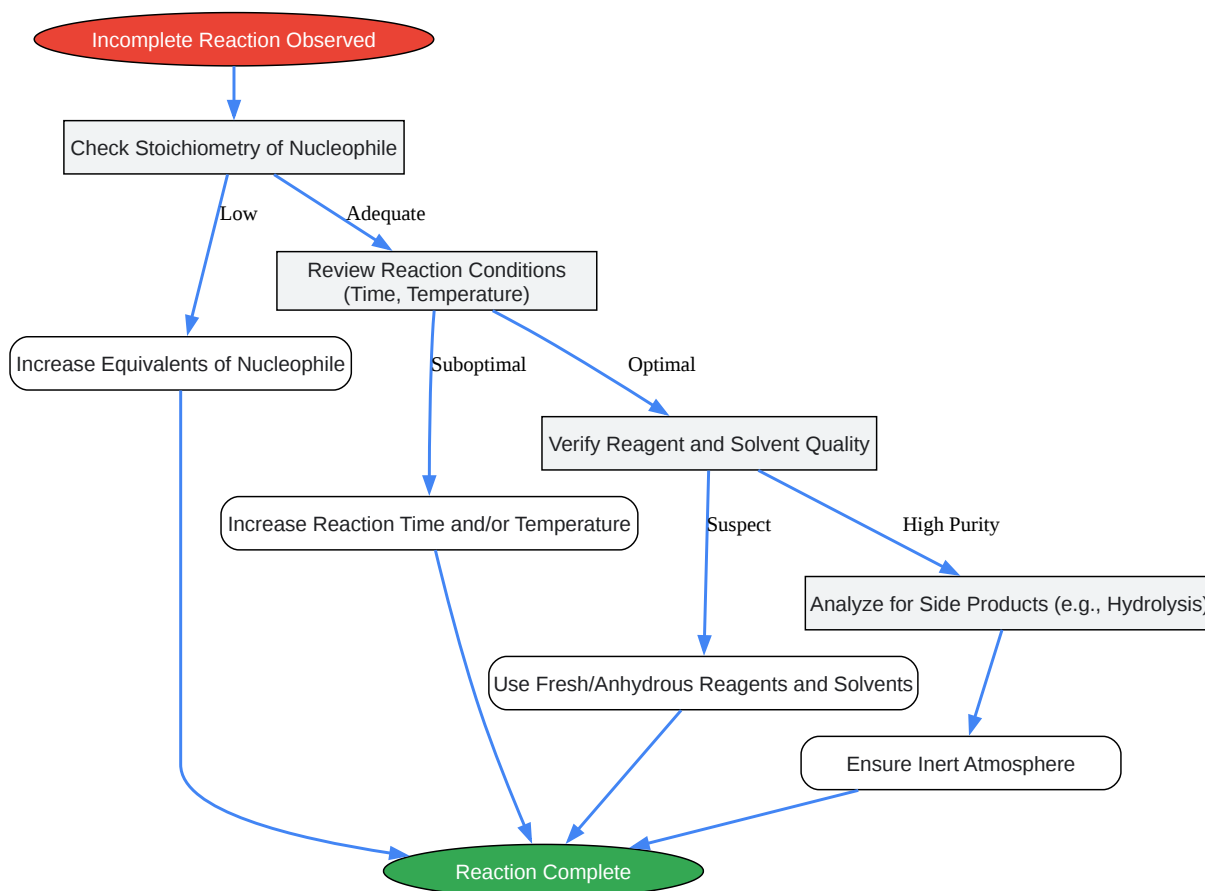 Incomplete Reaction Observed
Check Stoichiometry of Nucleophile
Low
Adequate
Review Reaction Conditions
(Time, Temperature)
Increase Equivalents of Nucleophile
Suboptimal
Optimal
Verify Reagent and Solvent Quality
Increase Reaction Time and/or Temperature
Suspect
High Purity
Analyze for Side Products (e.g., Hydrolysis)
Use Fresh/Anhydrous Reagents and Solvents
Ensure Inert Atmosphere
Reaction Complete